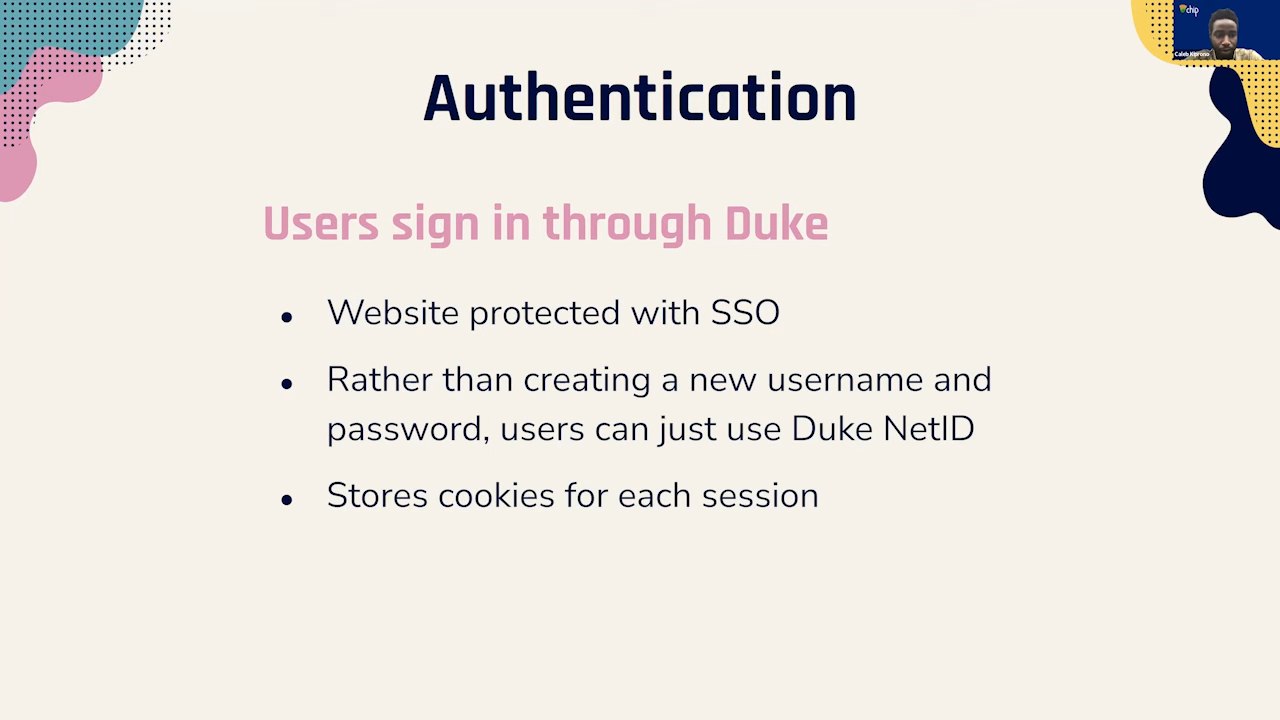 Authentication
chip
Users sign in through Duke
• Website protected with SSO
• Rather than creating a new username and
password, users can just use Duke NetID
• Stores cookies for each session